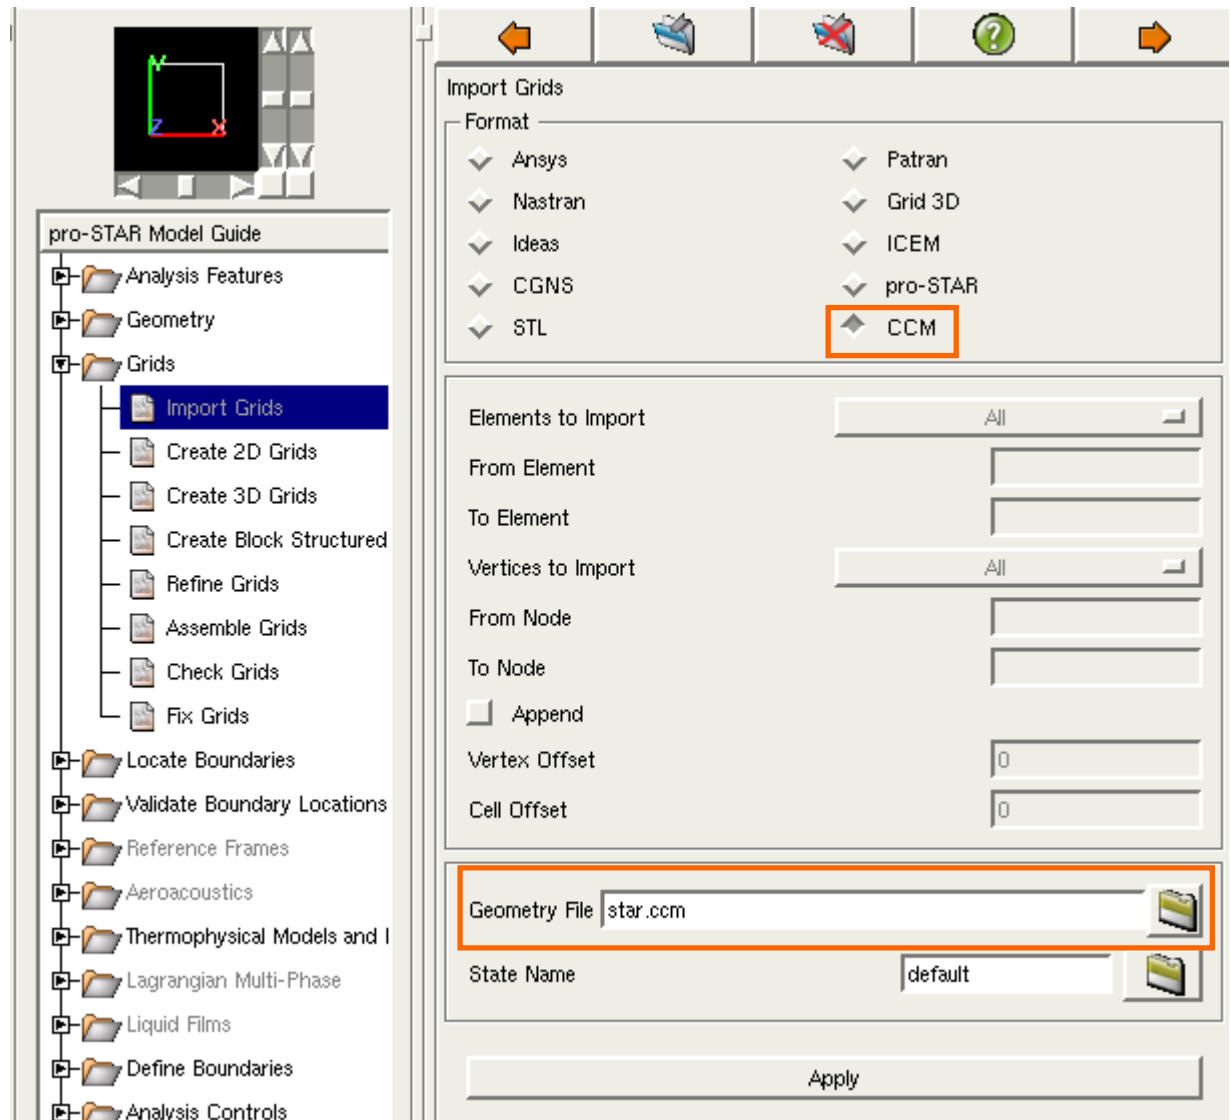 Y
Z
X
pro-STAR Model Guide
Analysis Features
Geometry
Grids
Import Grids
Create 2D Grids
Create 3D Grids
Create Block Structured
Refine Grids
Assemble Grids
Check Grids
Fix Grids
Locate Boundaries
Validate Boundary Locations
Reference Frames
Aeroacoustics
Thermophysical Models and
Lagrangian Multi-Phase
Liquid Films
Define Boundaries
Analysis Controls
?
Import Grids
Format
Ansys
Patran
Nastran
Grid 3D
Ideas
ICEM
CGNS
pro-STAR
STL
CCM
Elements to Import
All
From Element
To Element
Vertices to Import
All
From Node
To Node
Append
Vertex Offset
0
Cell Offset
0
Geometry File
star.ccm
State Name
default
Apply